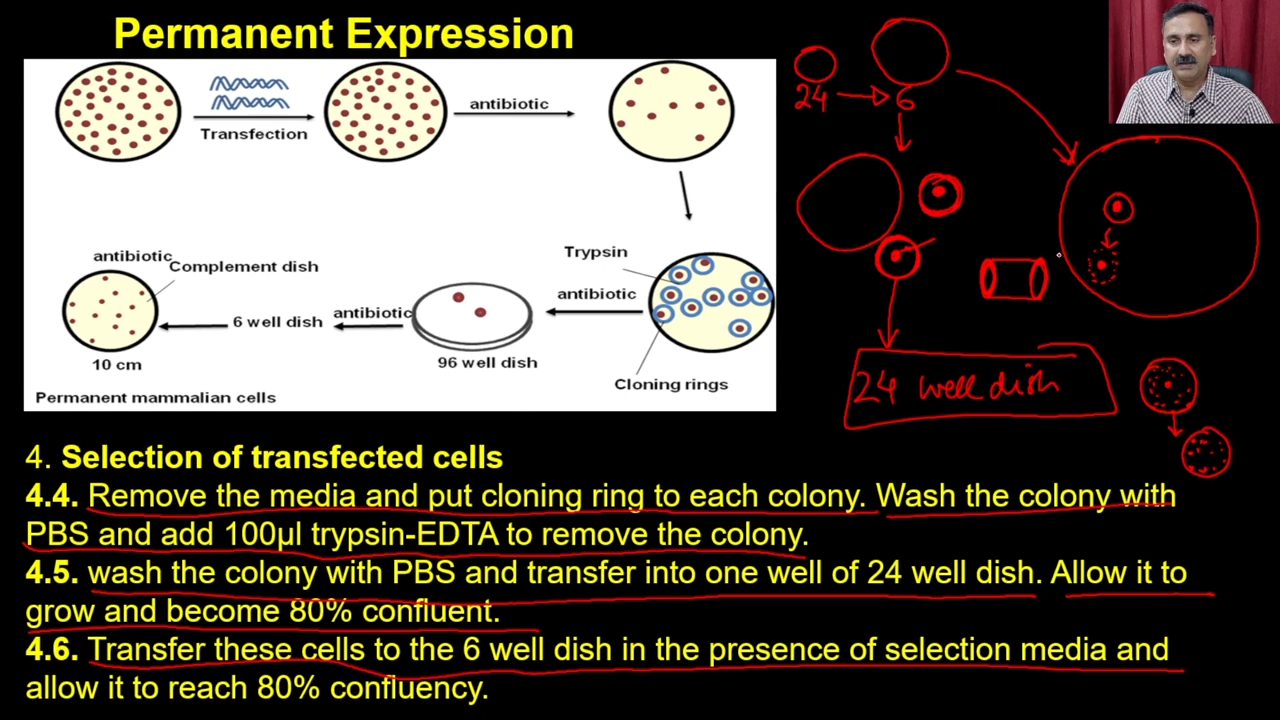 Permanent Expression
Transfection
antibiotic
Trypsin
antibiotic
Cloning rings
96 well dish
antibiotic
6 well dish
antibiotic
Complement dish
10 cm
Permanent mammalian cells
24
6
24 well dish
4. Selection of transfected cells
4.4. Remove the media and put cloning ring to each colony. Wash the colony with
PBS and add 100µl trypsin-EDTA to remove the colony.
4.5. wash the colony with PBS and transfer into one well of 24 well dish. Allow it to
grow and become 80% confluent.
4.6. Transfer these cells to the 6 well dish in the presence of selection media and
allow it to reach 80% confluency.